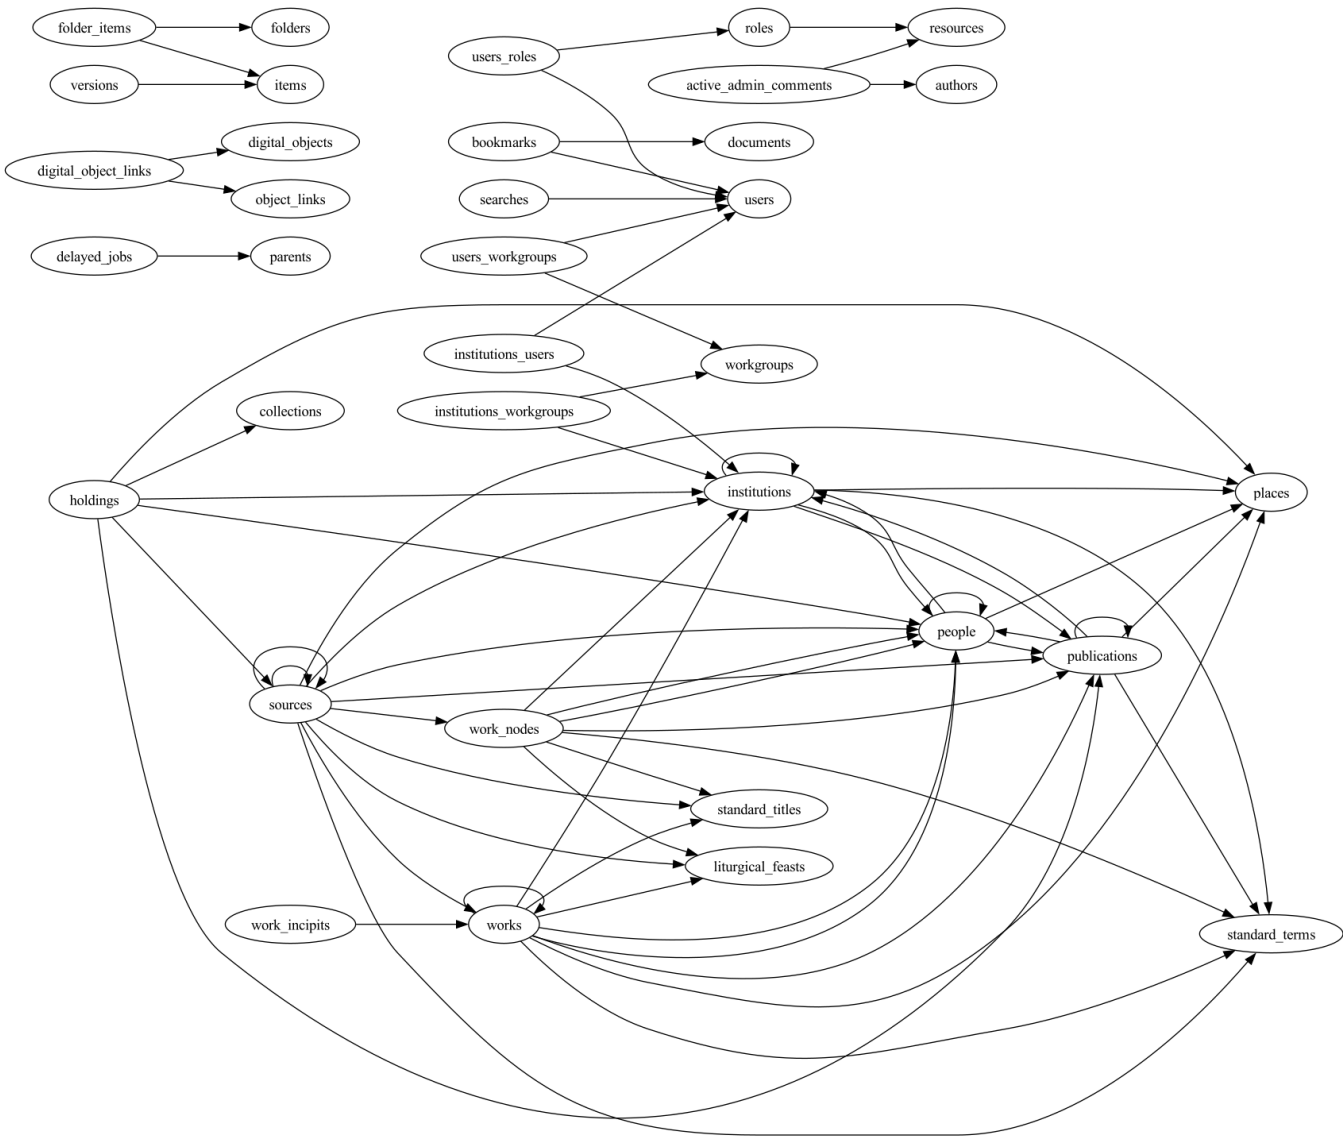 folder_items
folders
roles
resources
users_roles
versions
items
active_admin_comments
authors
digital_objects
bookmarks
documents
digital_object_links
object_links
searches
users
delayed_jobs
parents
users_workgroups
institutions_users
workgroups
collections
institutions_workgroups
holdings
institutions
places
people
publications
sources
work_nodes
standard_titles
liturgical_feasts
work_incipits
works
standard_terms